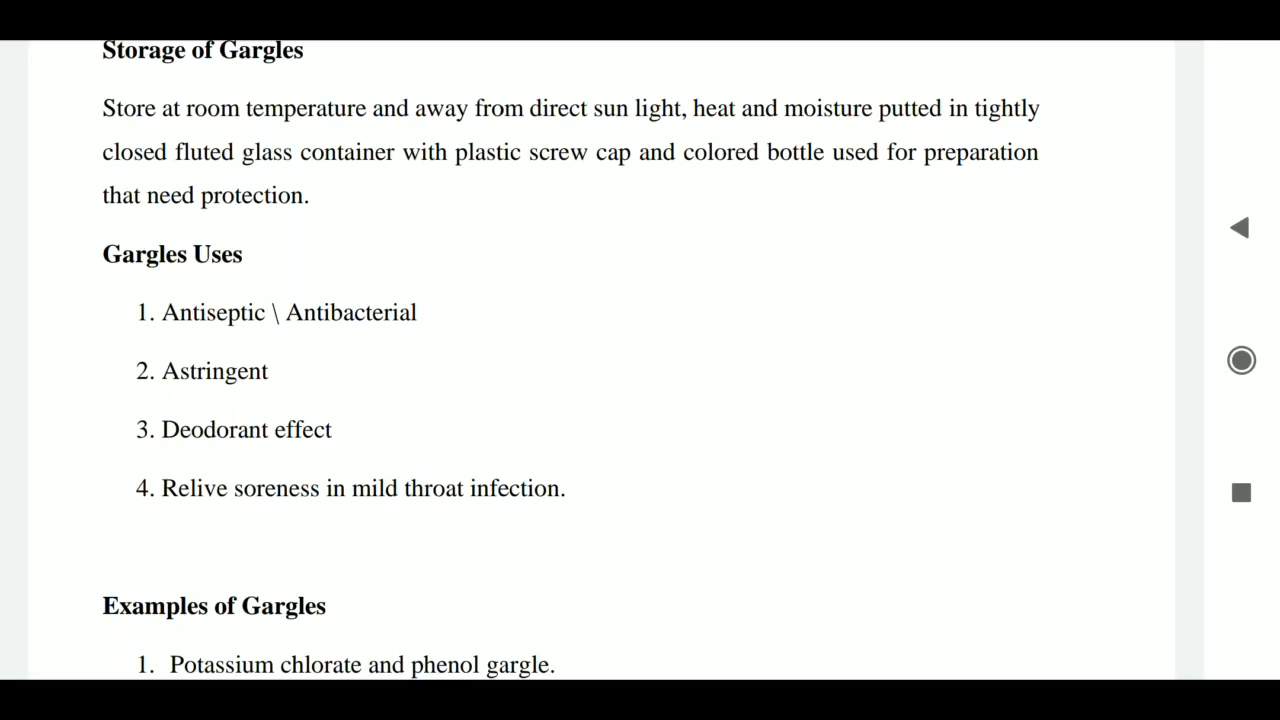 Storage of Gargles
Store at room temperature and away from direct sun light, heat and moisture putted in tightly
closed fluted glass container with plastic screw cap and colored bottle used for preparation
that need protection.
Gargles Uses
1. Antiseptic \ Antibacterial
2. Astringent
3. Deodorant effect
4. Relive soreness in mild throat infection.
Examples of Gargles
1. Potassium chlorate and phenol gargle.